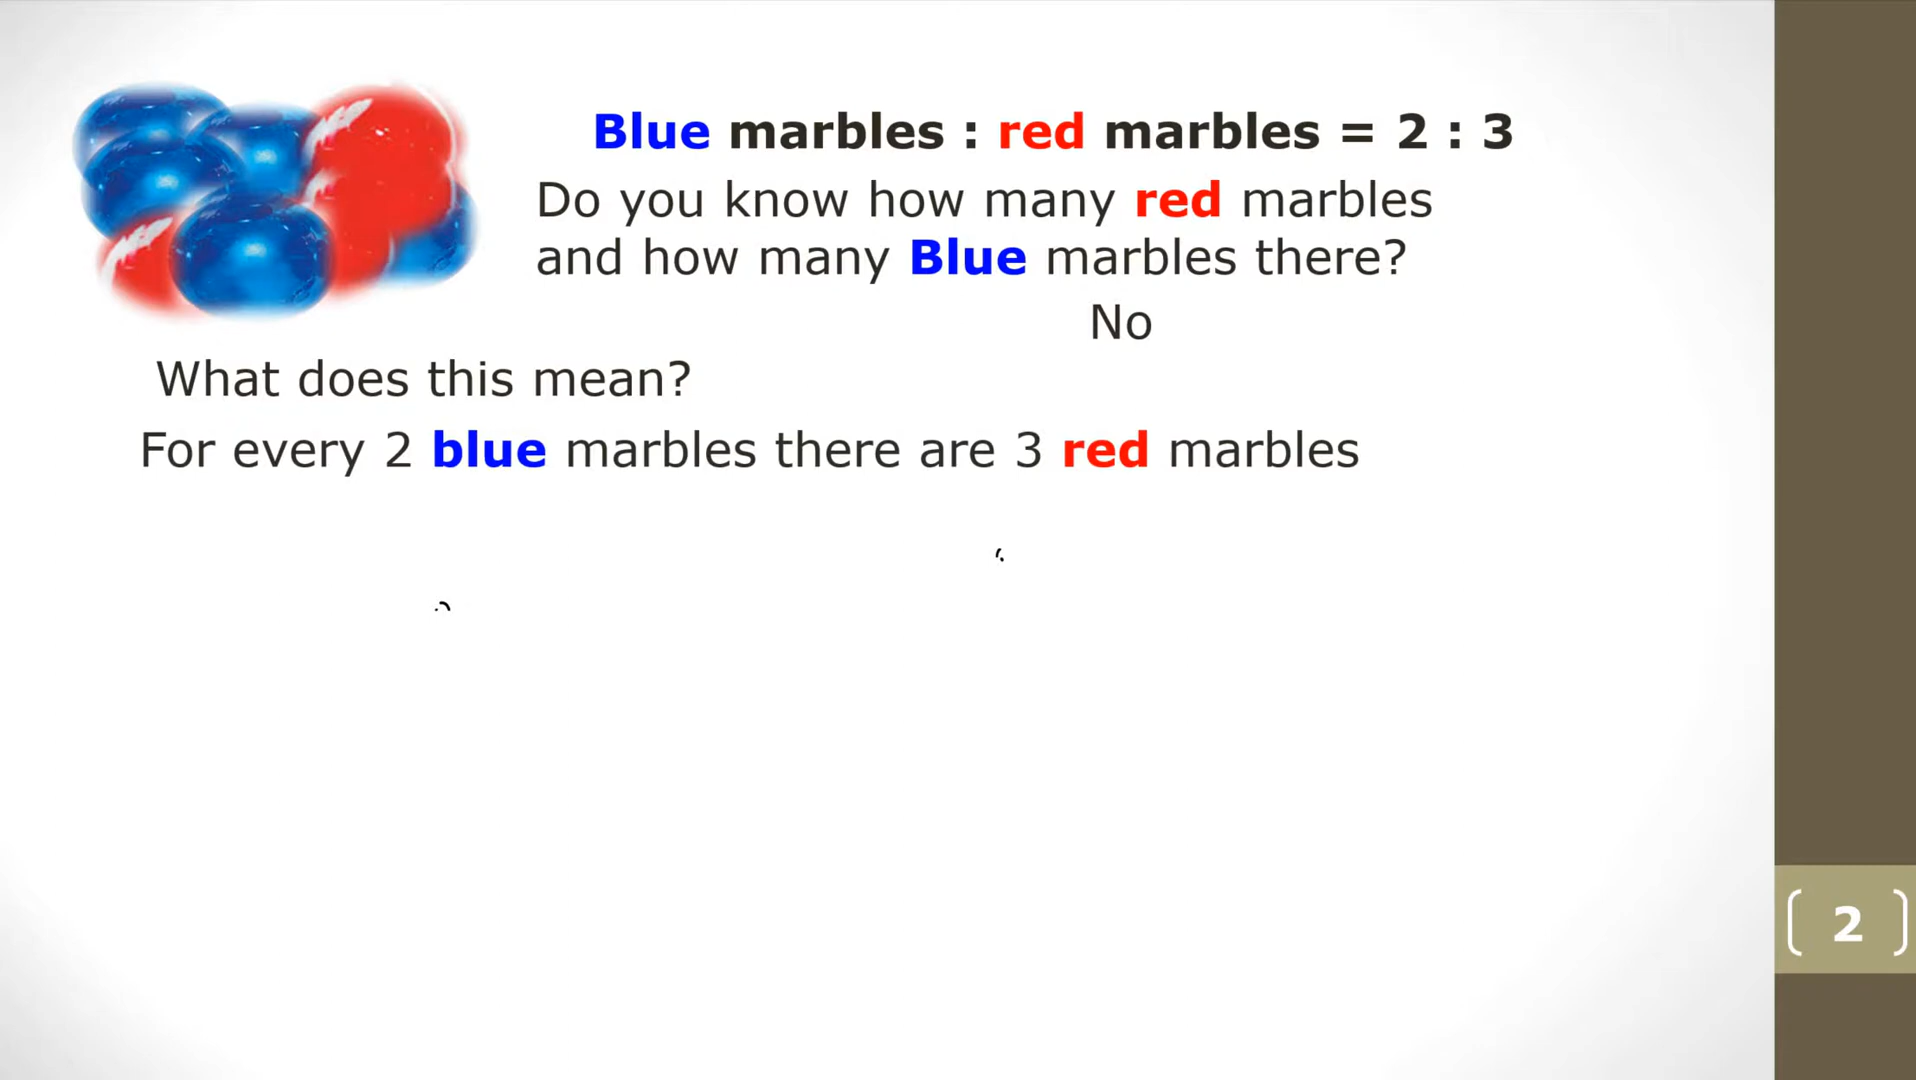 Blue marbles : red marbles = 2 : 3
Do you know how many red marbles
and how many Blue marbles there?
No
What does this mean?
For every 2 blue marbles there are 3 red marbles
2